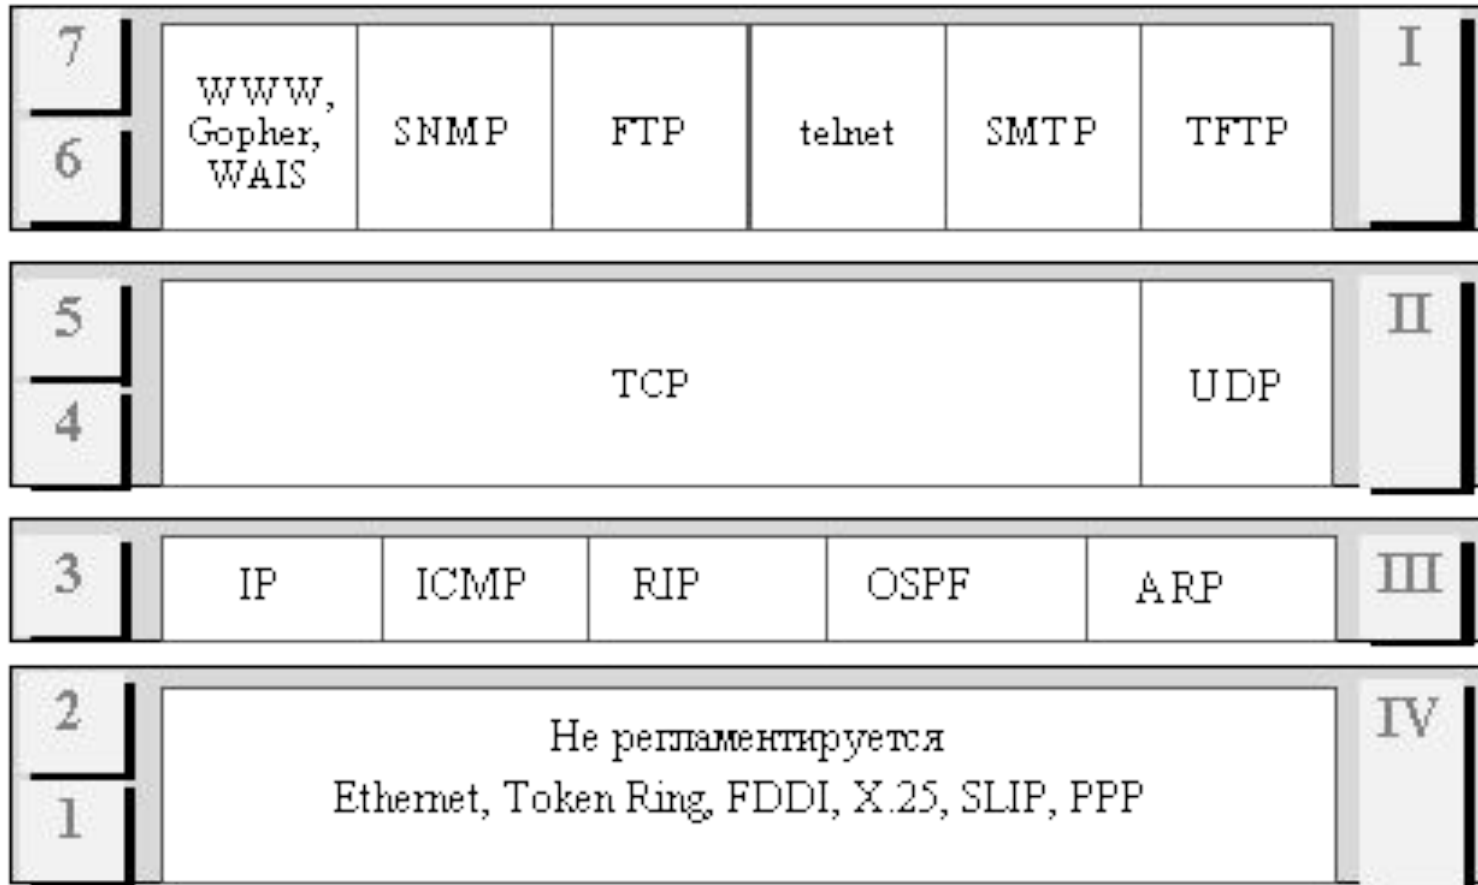 7
6
WWW,
Gopher,
WAIS
SNMP
FTP
telnet
SMTP
TFTP
I
5
4
TCP
UDP
II
3
IP
ICMP
RIP
OSPF
ARP
III
2
1
Не регламентируется
Ethernet, Token Ring, FDDI, X.25, SLIP, PPP
IV